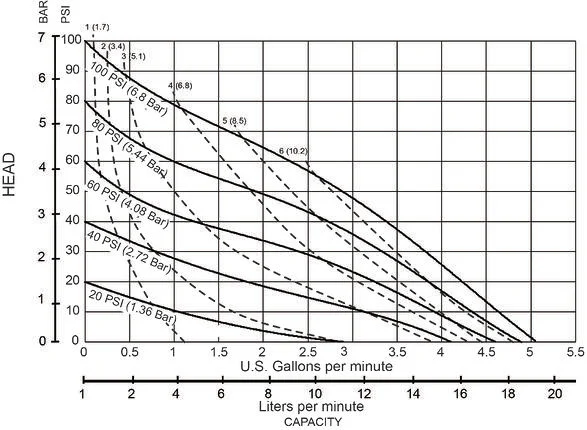 BAR
PSI
1 (1.7)
2 (3.4)
3 (5.1)
4 (6.8)
5 (8.5)
6 (10.2)
7
6
5
4
3
2
1
0
100
90
80
70
60
50
40
30
20
10
0
HEAD
100 PSI (6.8 Bar)
80 PSI (5.44 Bar)
60 PSI (4.08 Bar)
40 PSI (2.72 Bar)
20 PSI (1.36 Bar)
0 0.5 1 1.5 2 2.5 3 3.5 4 4.5 5 5.5
U.S. Gallons per minute
1 2 4 6 8 10 12 14 16 18 20
Liters per minute
CAPACITY